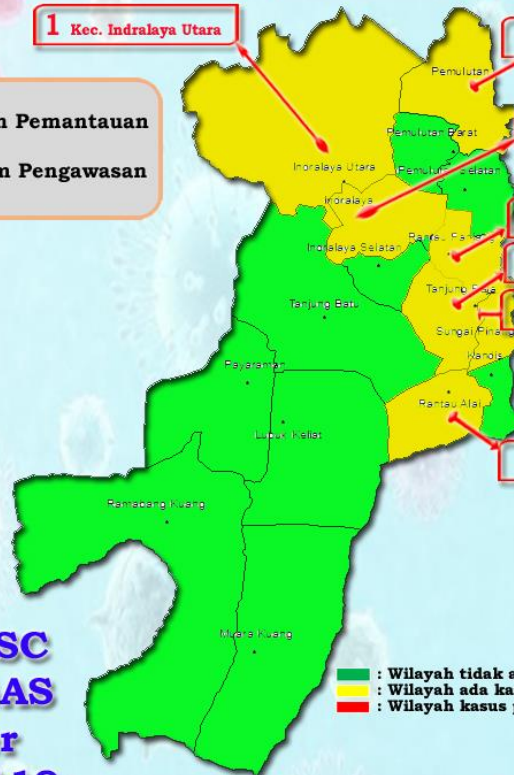 1 Kec. Indralaya Utara
n Pemantauan
n Pengawasan
Pemulutan
Pemulutan Barat
Pemulutan Selatan
Indralaya Utara
Indralaya
Indralaya Selatan
Rantau
Tanjung Batu
Tanjung Raja
Sungai Pinang
Kandis
Payaraman
Rantau Alai
Lubuk Keliat
Rambang Kuang
Muara Kuang
SC
AS
r
: Wilayah tidak a
: Wilayah ada ka
: Wilayah kasus